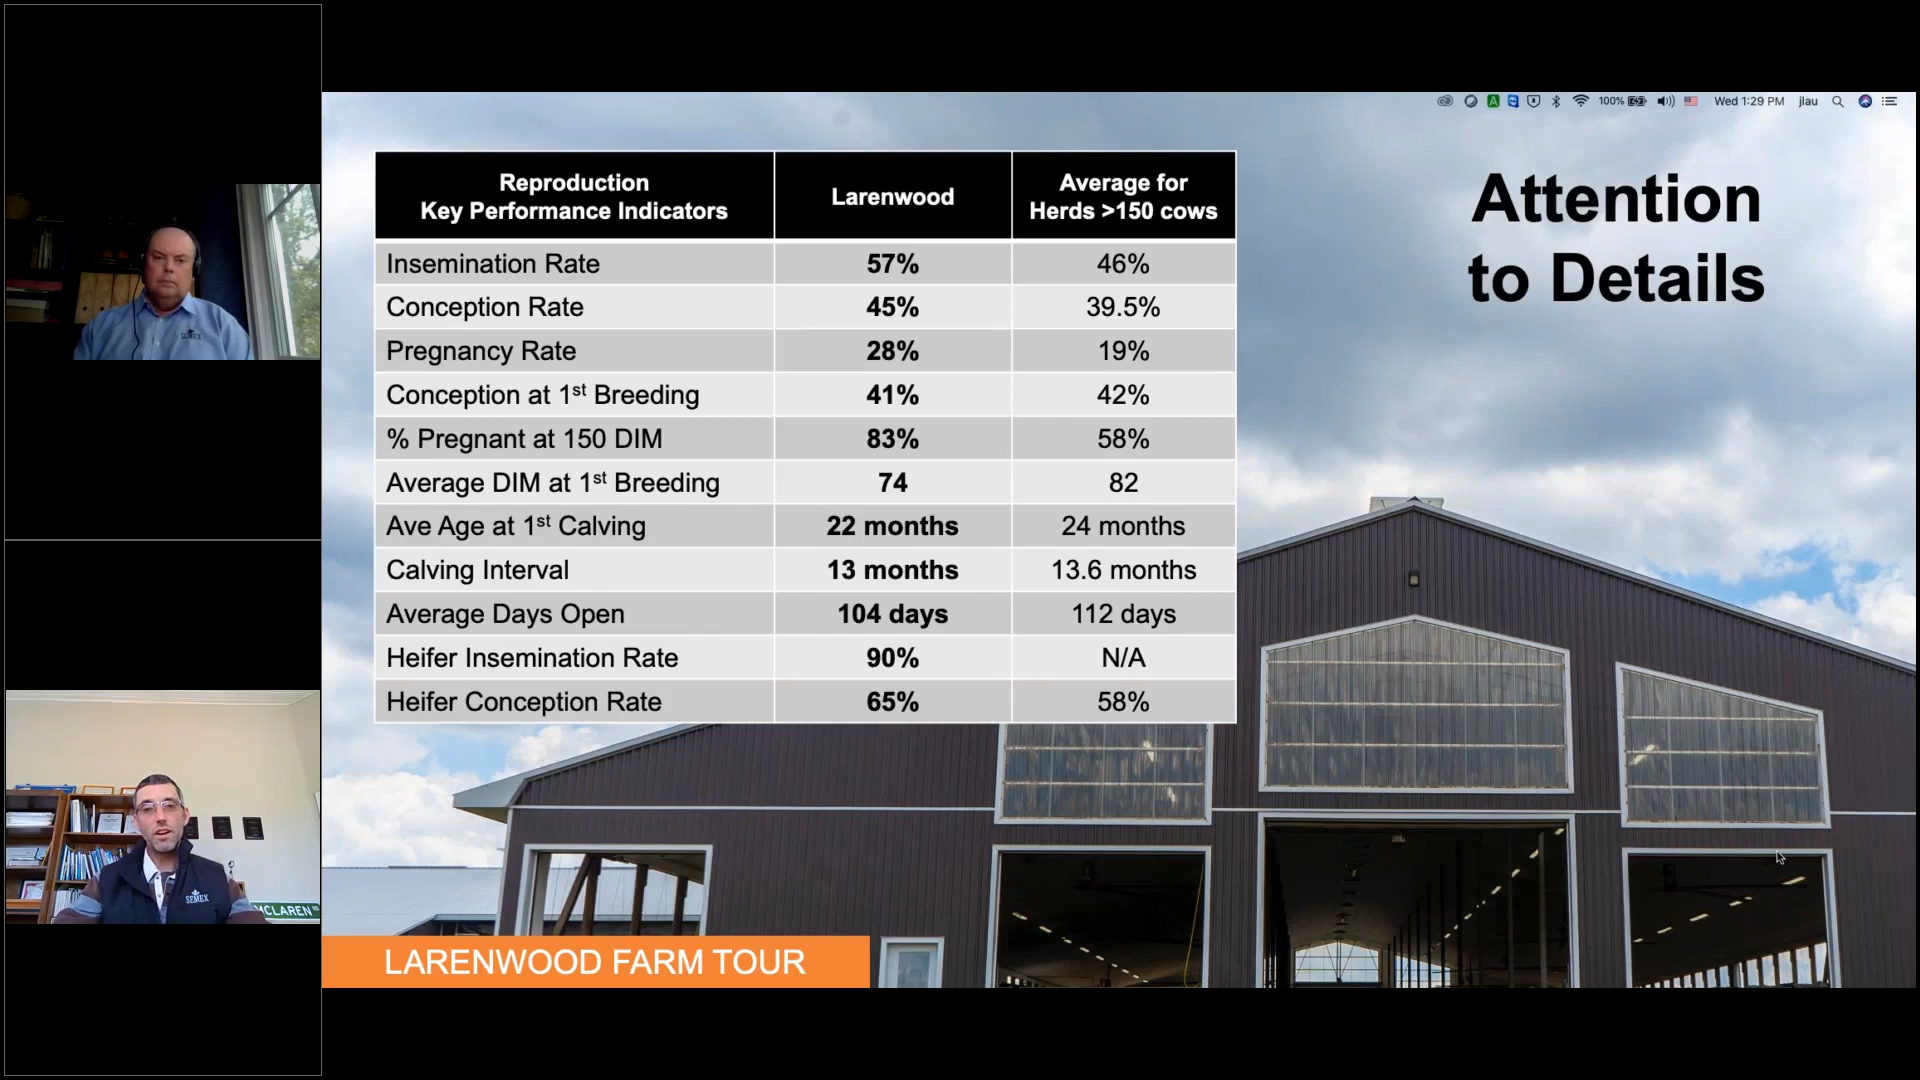 Wed 1:29 PM jlau
100%
Attention
to Details
Reproduction
Key Performance Indicators
Larenwood
Average for
Herds >150 cows
Insemination Rate 57% 46%
Conception Rate 45% 39.5%
Pregnancy Rate 28% 19%
Conception at 1st Breeding 41% 42%
% Pregnant at 150 DIM 83% 58%
Average DIM at 1st Breeding 74 82
Ave Age at 1st Calving 22 months 24 months
Calving Interval 13 months 13.6 months
Average Days Open 104 days 112 days
Heifer Insemination Rate 90% N/A
Heifer Conception Rate 65% 58%
LARENWOOD FARM TOUR
SEMEX
SEMEX
MCLAREN